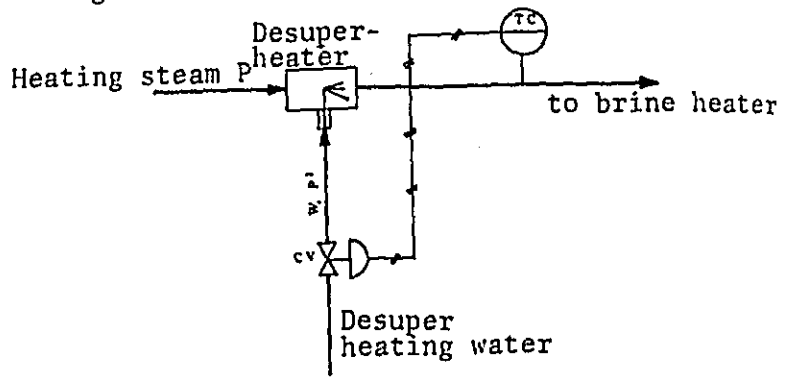 TC
Desuper-
heater
Heating steam P
to brine heater
W, P'
CV
Desuper
heating water